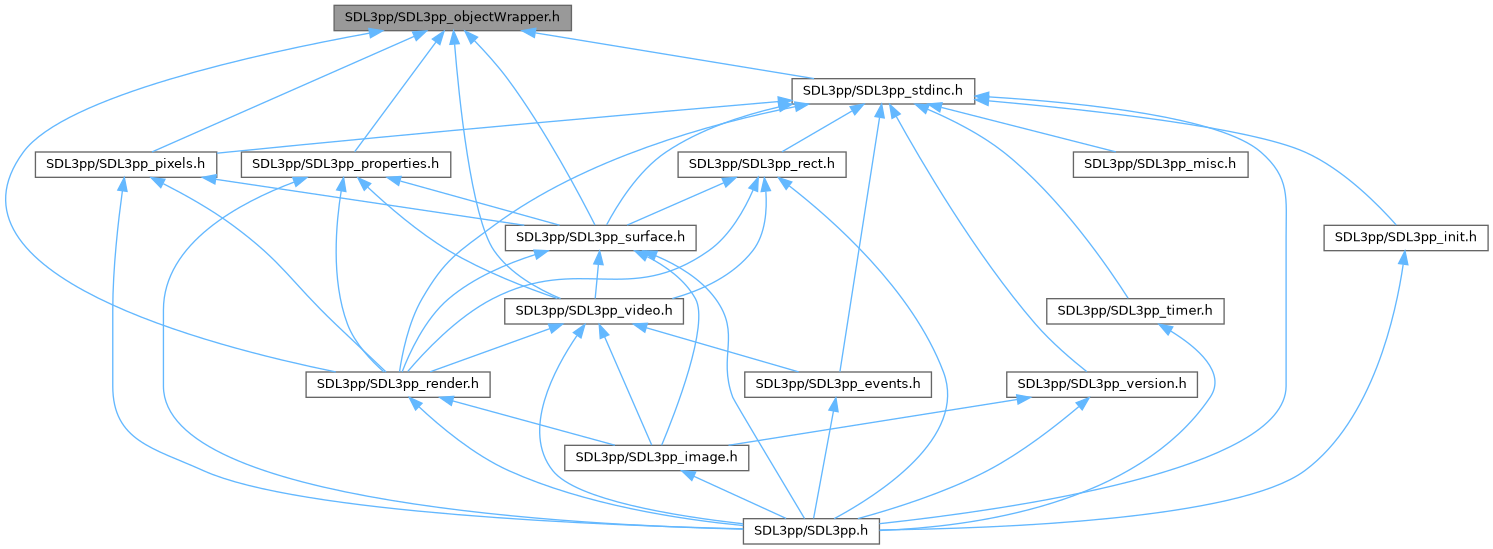 SDL3pp/SDL3pp_objectWrapper.h
SDL3pp/SDL3pp_stdinc.h
SDL3pp/SDL3pp_pixels.h
SDL3pp/SDL3pp_properties.h
SDL3pp/SDL3pp_rect.h
SDL3pp/SDL3pp_misc.h
SDL3pp/SDL3pp_surface.h
SDL3pp/SDL3pp_init.h
SDL3pp/SDL3pp_video.h
SDL3pp/SDL3pp_timer.h
SDL3pp/SDL3pp_render.h
SDL3pp/SDL3pp_events.h
SDL3pp/SDL3pp_version.h
SDL3pp/SDL3pp_image.h
SDL3pp/SDL3pp.h